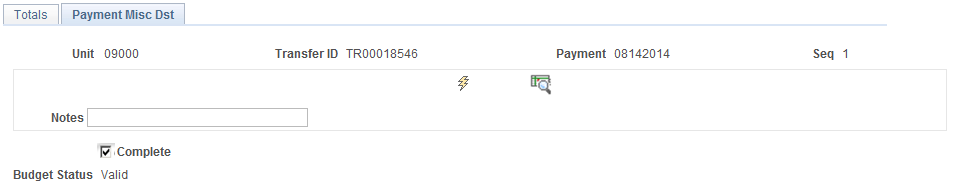 Totals Payment Misc Dst
Unit 09000 Transfer ID TR00018546 Payment 08142014 Seq 1
Notes
Complete
Budget Status Valid